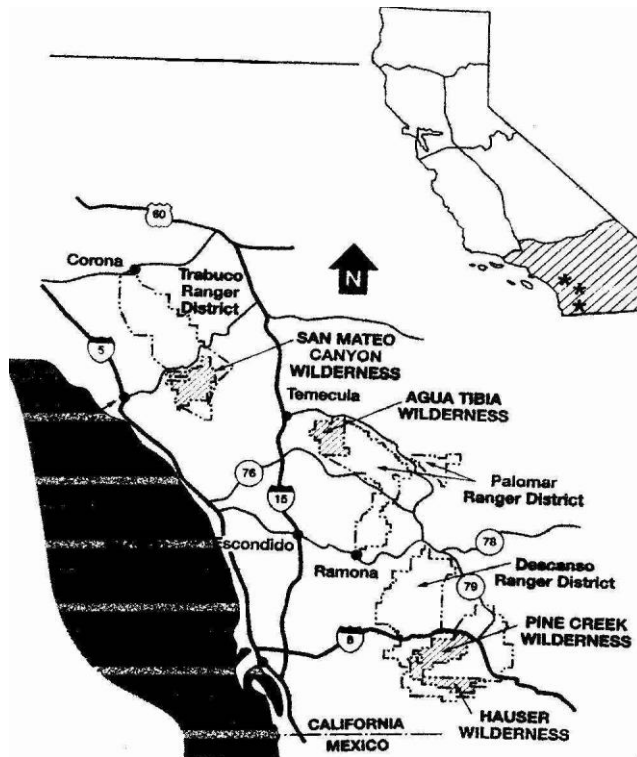 60
Corona
Trabuco
Ranger
District
N
5
SAN MATEO
CANYON
WILDERNESS
Temecula
AGUA TIBIA
WILDERNESS
76
15
Palomar
Ranger District
Escondido
78
Ramona
Descanso
Ranger District
79
8
PINE CREEK
WILDERNESS
HAUSER
WILDERNESS
CALIFORNIA
MEXICO